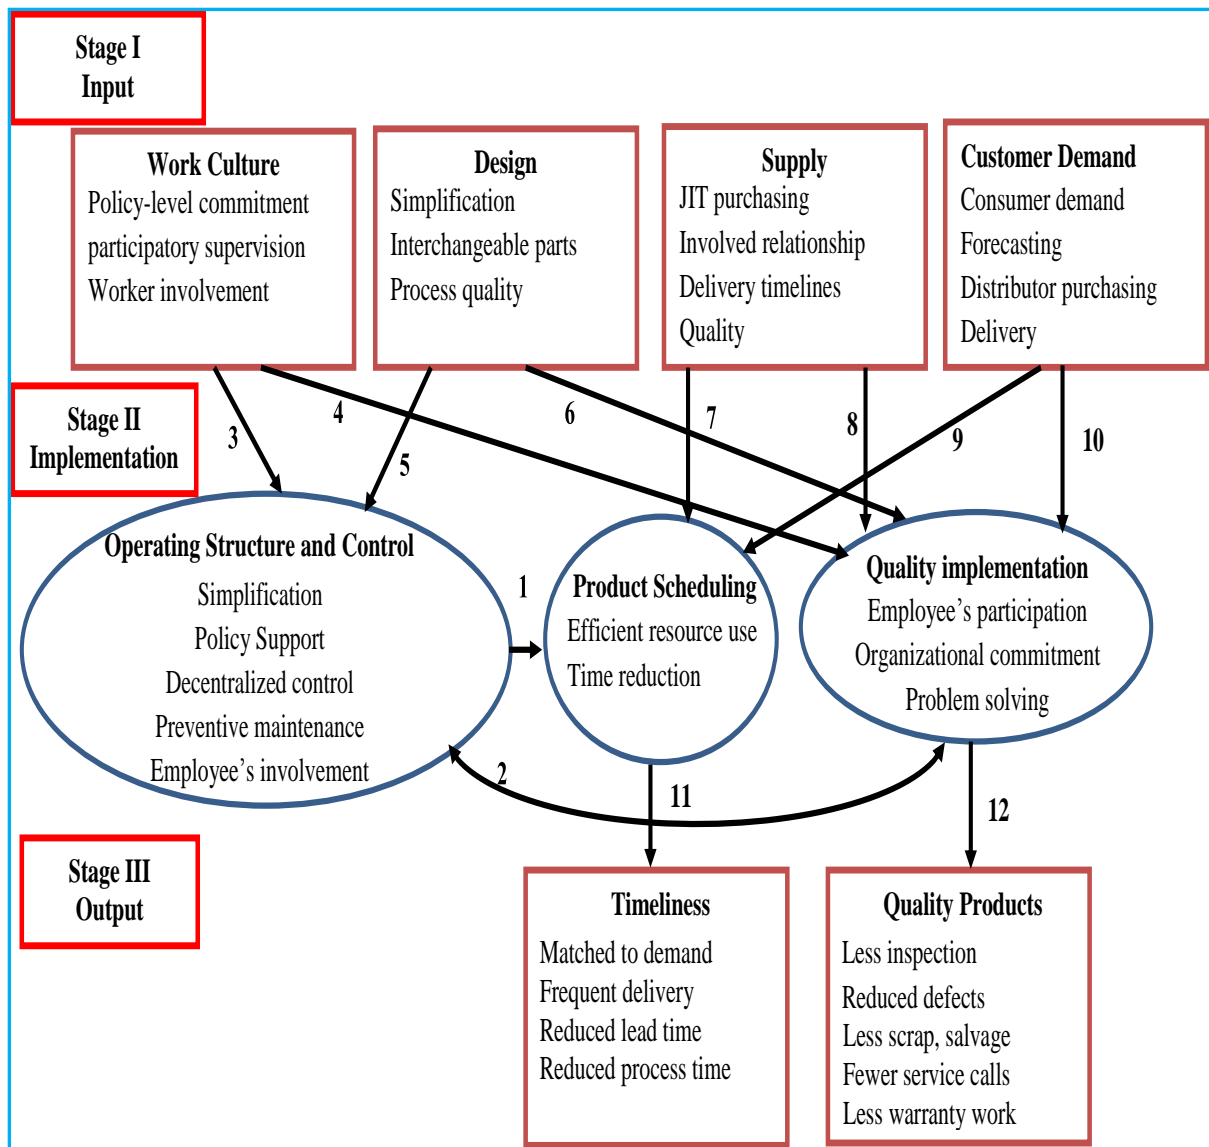 Stage I
Input
Work Culture
Policy-level commitment
participatory supervision
Worker involvement
Design
Simplification
Interchangeable parts
Process quality
Supply
JIT purchasing
Involved relationship
Delivery timelines
Quality
Customer Demand
Consumer demand
Forecasting
Distributor purchasing
Delivery
Stage II
Implementation
3
4
5
6
7
8
9
10
Operating Structure and Control
Simplification
Policy Support
Decentralized control
Preventive maintenance
Employee's involvement
1
Product Scheduling
Efficient resource use
Time reduction
Quality implementation
Employee's participation
Organizational commitment
Problem solving
2
11
12
Stage III
Output
Timeliness
Matched to demand
Frequent delivery
Reduced lead time
Reduced process time
Quality Products
Less inspection
Reduced defects
Less scrap, salvage
Fewer service calls
Less warranty work